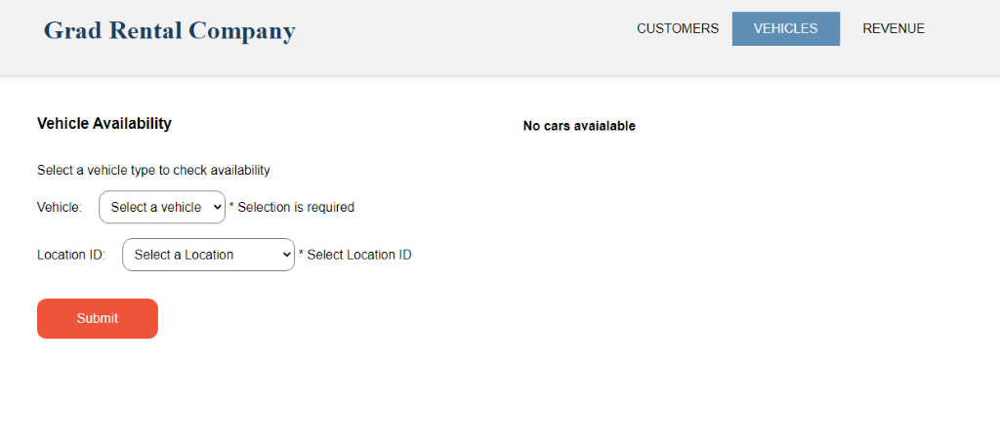 Grad Rental Company
CUSTOMERS VEHICLES REVENUE
Vehicle Availability
No cars avaialable
Select a vehicle type to check availability
Vehicle: Select a vehicle * Selection is required
Location ID: Select a Location * Select Location ID
Submit